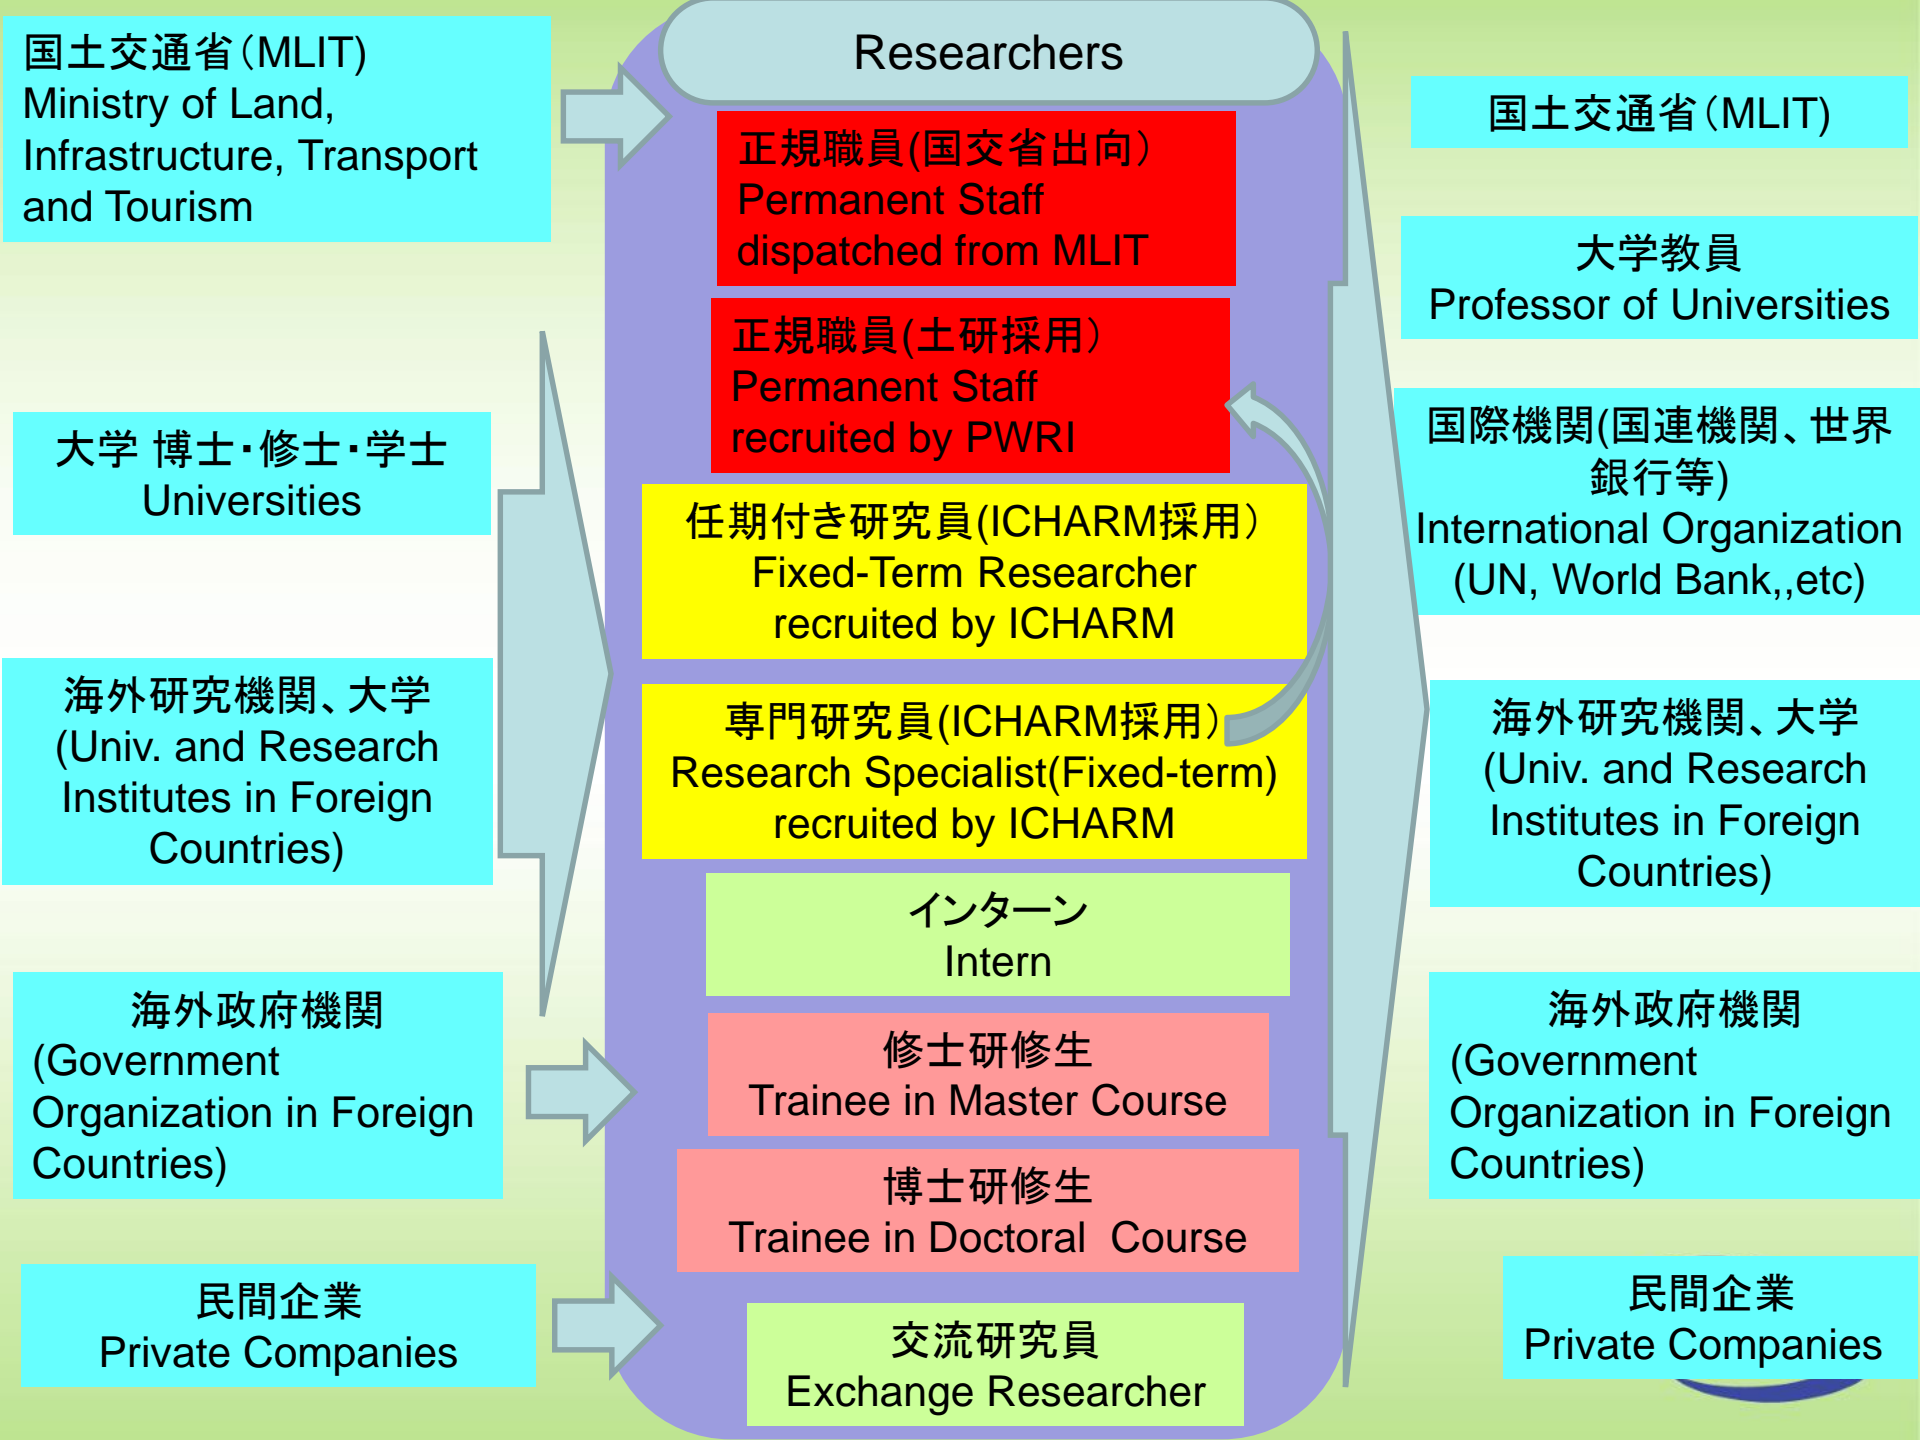 国土交通省（MLIT)
Ministry of Land,
Infrastructure, Transport
and Tourism
大学 博士・修士・学士
Universities
海外研究機関、大学
(Univ. and Research
Institutes in Foreign
Countries)
海外政府機関
(Government
Organization in Foreign
Countries)
民間企業
Private Companies
Researchers
正規職員(国交省出向）
Permanent Staff
dispatched from MLIT
正規職員(土研採用）
Permanent Staff
recruited by PWRI
任期付き研究員(ICHARM採用）
Fixed-Term Researcher
recruited by ICHARM
専門研究員(ICHARM採用）
Research Specialist(Fixed-term)
recruited by ICHARM
インターン
Intern
修士研修生
Trainee in Master Course
博士研修生
Trainee in Doctoral  Course
交流研究員
Exchange Researcher
国土交通省（MLIT)
大学教員
Professor of Universities
国際機関(国連機関、世界
銀行等)
International Organization
(UN, World Bank,,etc)
海外研究機関、大学
(Univ. and Research
Institutes in Foreign
Countries)
海外政府機関
(Government
Organization in Foreign
Countries)
民間企業
Private Companies